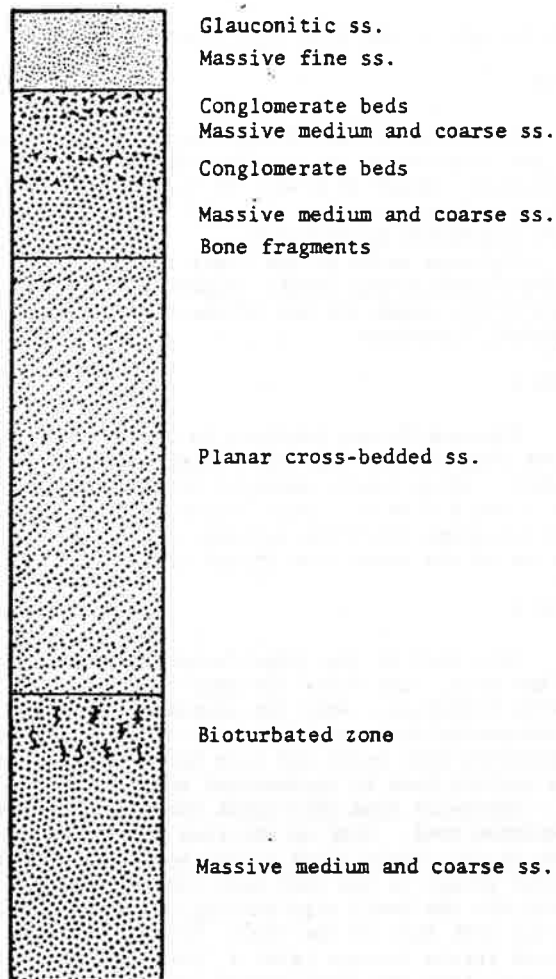 Glauconitic ss.
Massive fine ss.
Conglomerate beds
Massive medium and coarse ss.
Conglomerate beds
Massive medium and coarse ss.
Bone fragments
Planar cross-bedded ss.
Bioturbated zone
Massive medium and coarse ss.